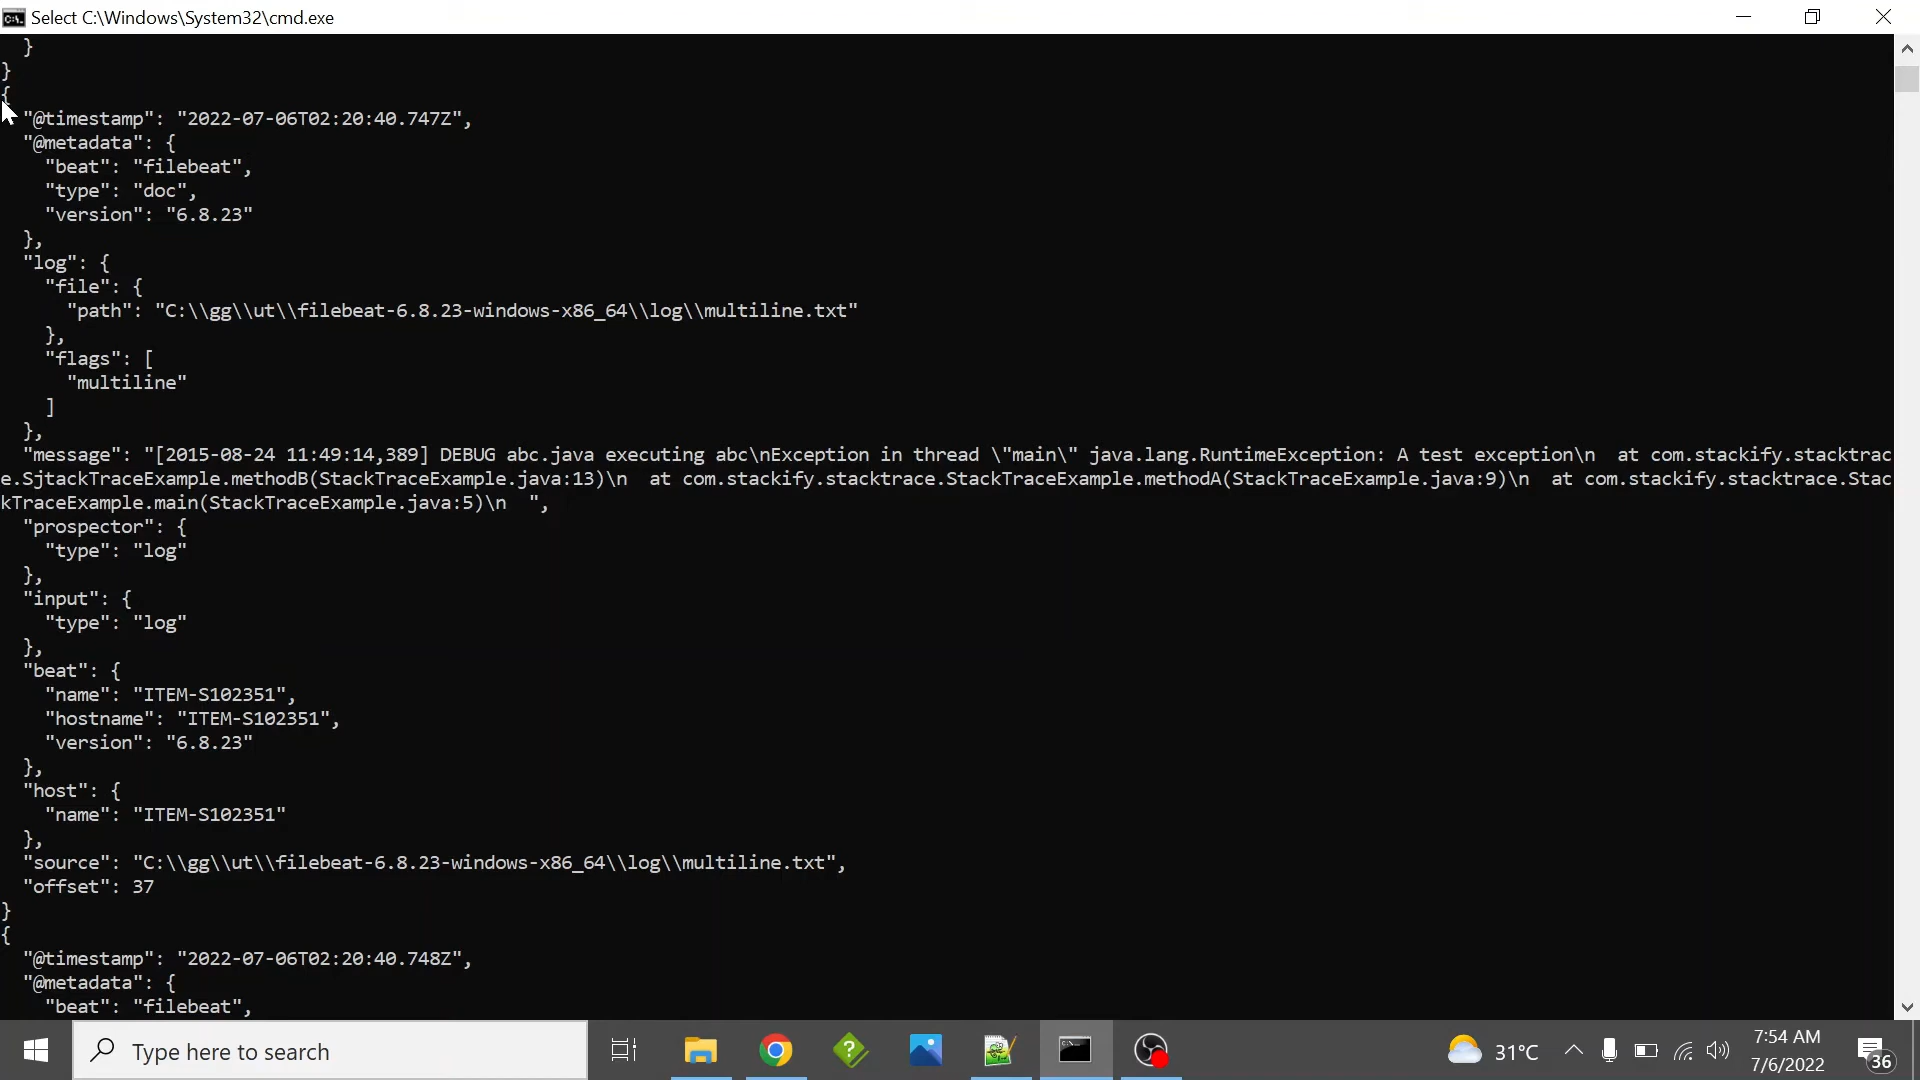 Select C:\Windows\System32\cmd.exe
  }
}
{
  "@timestamp": "2022-07-06T02:20:40.747Z",
  "@metadata": {
    "beat": "filebeat",
    "type": "doc",
    "version": "6.8.23"
  },
  "log": {
    "file": {
      "path": "C:\\gg\\ut\\filebeat-6.8.23-windows-x86_64\\log\\multiline.txt"
    },
    "flags": [
      "multiline"
    ]
  },
  "message": "[2015-08-24 11:49:14,389] DEBUG abc.java executing abc\nException in thread \"main\" java.lang.RuntimeException: A test exception\n  at com.stackify.stacktrac
e.SjtackTraceExample.methodB(StackTraceExample.java:13)\n  at com.stackify.stacktrace.StackTraceExample.methodA(StackTraceExample.java:9)\n  at com.stackify.stacktrace.Stac
kTraceExample.main(StackTraceExample.java:5)\n  ",
  "prospector": {
    "type": "log"
  },
  "input": {
    "type": "log"
  },
  "beat": {
    "name": "ITEM-S102351",
    "hostname": "ITEM-S102351",
    "version": "6.8.23"
  },
  "host": {
    "name": "ITEM-S102351"
  },
  "source": "C:\\gg\\ut\\filebeat-6.8.23-windows-x86_64\\log\\multiline.txt",
  "offset": 37
}
{
  "@timestamp": "2022-07-06T02:20:40.748Z",
  "@metadata": {
    "beat": "filebeat",
Type here to search
31°C
7:54 AM
7/6/2022
36